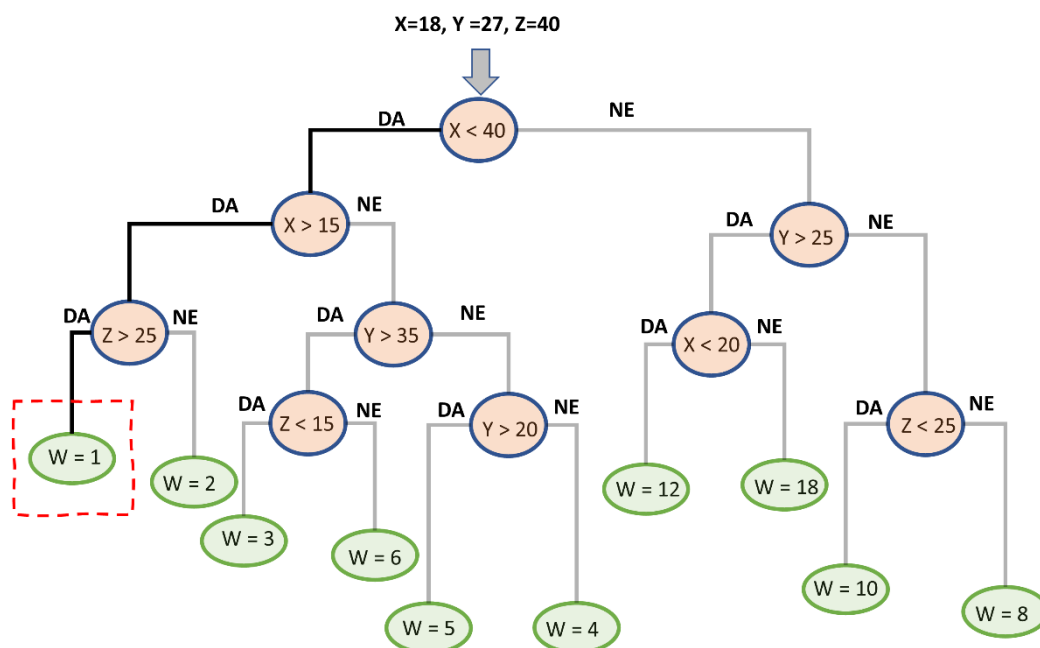 X=18, Y =27, Z=40
DA
NE
X < 40
DA
NE
X > 15
DA
NE
Y > 25
DA
NE
Z > 25
DA
NE
Y > 35
DA
NE
X < 20
DA
NE
Z < 15
DA
NE
Y > 20
DA
NE
Z < 25
W = 1
W = 2
W = 12
W = 18
W = 3
W = 6
W = 10
W = 5
W = 4
W = 8